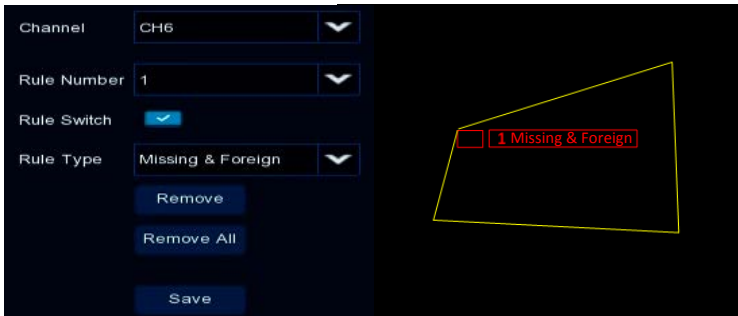 Channel CH6
Rule Number 1
Rule Switch
Rule Type Missing & Foreign
Remove
Remove All
Save
1 Missing & Foreign